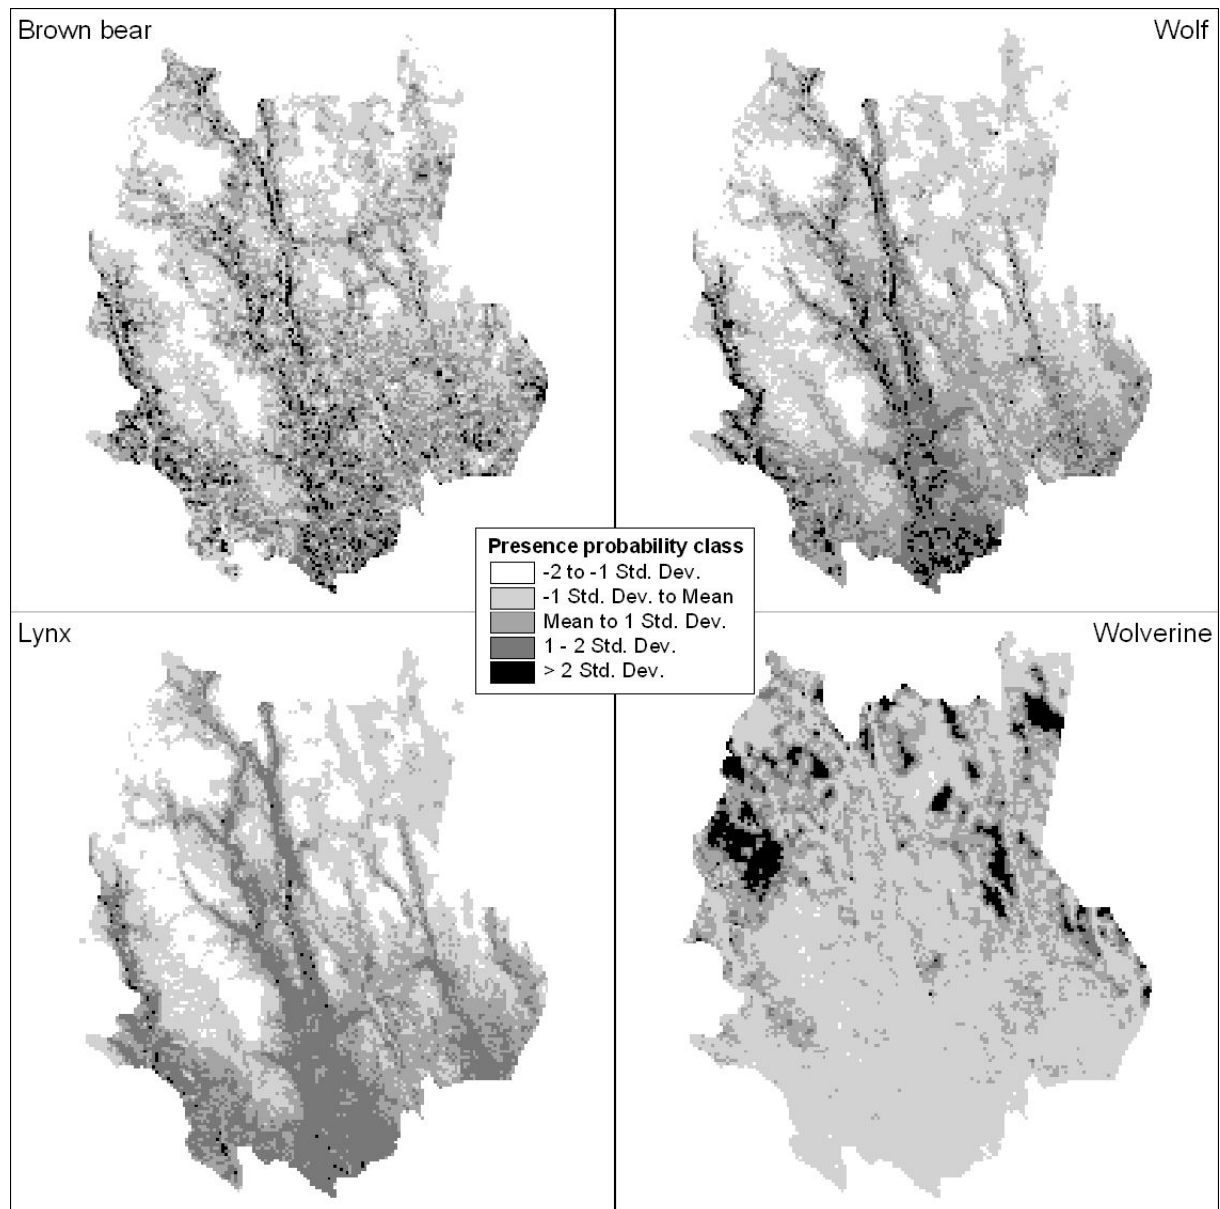 Brown bear
Wolf
Presence probability class
-2 to -1 Std. Dev.
-1 Std. Dev. to Mean
Mean to 1 Std. Dev.
1 - 2 Std. Dev.
> 2 Std. Dev.
Lynx
Wolverine